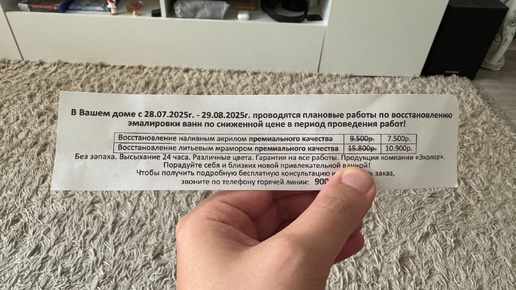 В Вашем доме с 28.07.2025г. - 29.08.2025г. проводятся плановые работы по восстановлению
эмалировки ванн по сниженной цене в период проведения работ!
Восстановление наливным акрилом премиального качества 9.500р. 7.500р.
Восстановление литьевым мрамором премиального качества 15.800р. 10.900р.
Без запаха. Высыхание 24 часа. Различные цвета. Гарантия на все работы. Продукция компании «Эколор».
Порадуйте себя и близких новой привлекательной ванной!
Чтобы получить подробную бесплатную консультацию заказ,
звоните по телефону горячей линии: 900